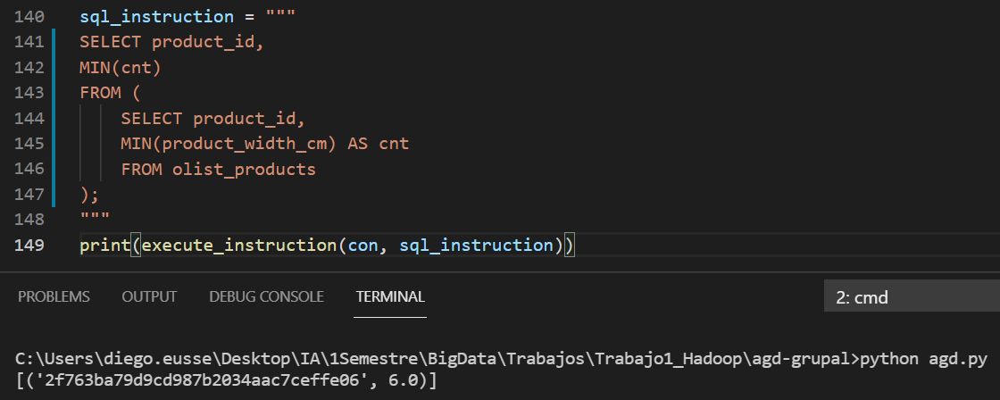 140 sql_instruction = """
141 SELECT product_id,
142 MIN(cnt)
143 FROM (
144     SELECT product_id,
145     MIN(product_width_cm) AS cnt
146     FROM olist_products
147 );
148 """
149 print(execute_instruction(con, sql_instruction))
PROBLEMS OUTPUT DEBUG CONSOLE TERMINAL 2: cmd
C:\Users\diego.eusse\Desktop\IA\1Semestre\BigData\Trabajos\Trabajo1_Hadoop\agd-grupal>python agd.py
[('2f763ba79d9cd987b2034aac7ceffe06', 6.0)]